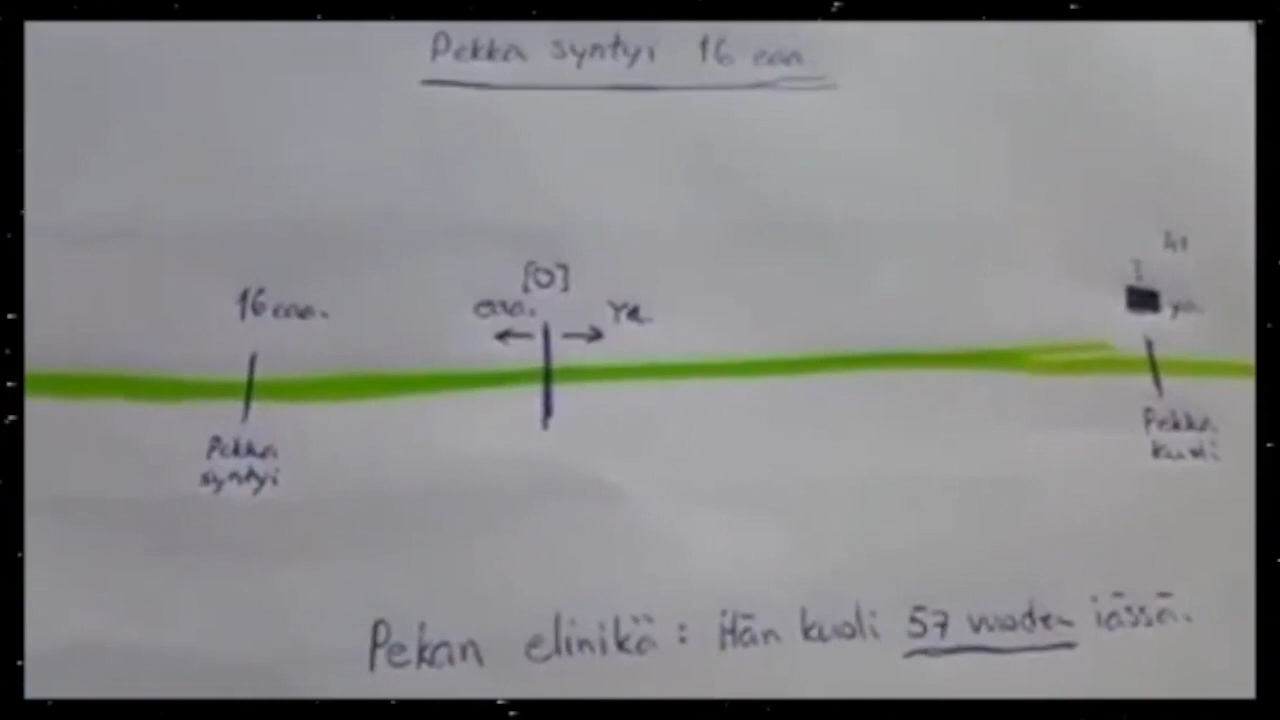 Pekka syntyi 16 eaa.
[0]
16 eaa.
eaa.
Ya.
ya.
Pekka
syntyi
Pekka
kuoli
Pekan elinikä: Hän kuoli 57 vuoden iässä.